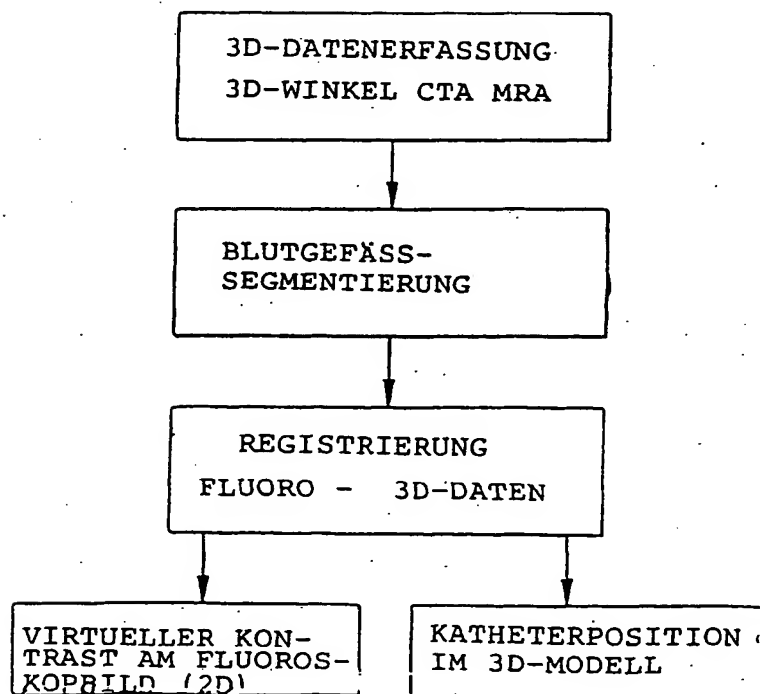 3D-DATENERFASSUNG
3D-WINKEL CTA MRA
BLUTGEFÄSS-
SEGMENTIERUNG
REGISTRIERUNG
FLUORO - 3D-DATEN
VIRTUELLER KON-
TRAST AM FLUOROS-
KOPBILD (2D)
KATHETERPOSITION
IM 3D-MODELL